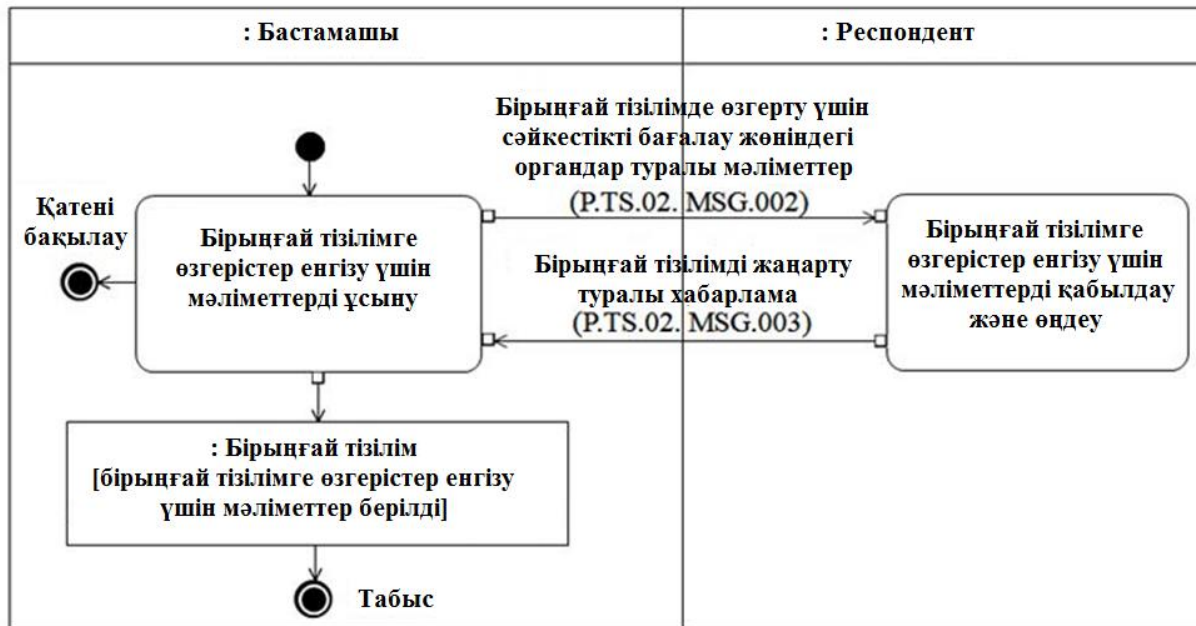 : Бастамашы
: Респондент
Бірыңғай тізілімде өзгерту үшін
сәйкестікті бағалау жөніндегі
органдар туралы мәліметтер
(P.TS.02. MSG.002)
Қатені
бақылау
Бірыңғай тізілімге
өзгерістер енгізу үшін
мәліметтерді ұсыну
Бірыңғай тізілімді жаңарту
туралы хабарлама
(P.TS.02. MSG.003)
Бірыңғай тізілімге
өзгерістер енгізу үшін
мәліметтерді қабылдау
және өңдеу
: Бірыңғай тізілім
[бірыңғай тізілімге өзгерістер енгізу
үшін мәліметтер берілді]
Табыс